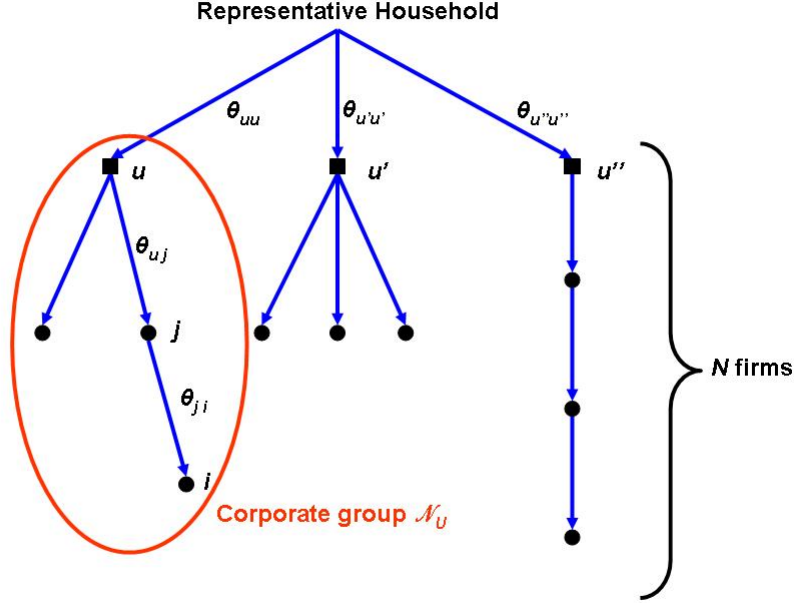 Representative Household
θuu
θu'u'
θu"u"
u
u'
u"
θuj
j
N firms
θji
i
Corporate group 𝒩U